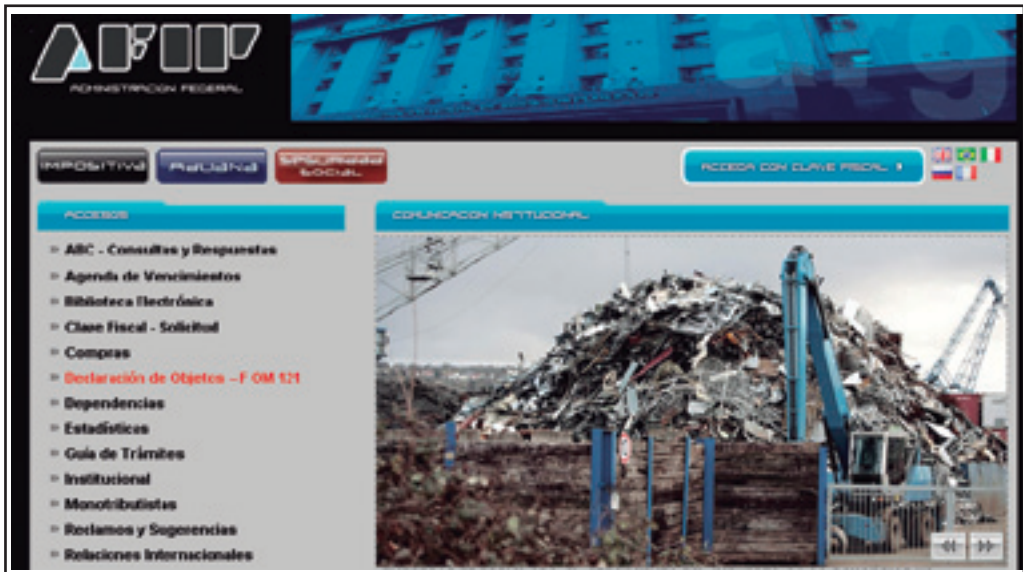 AFIP
ADMINISTRACION FEDERAL
arg
IMPOSITIVA
ADUANA
SEGURIDAD
SOCIAL
ACCEDA CON CLAVE FISCAL
ACCESOS
COMUNICACION INSTITUCIONAL
ABC - Consultas y Respuestas
Agenda de Vencimientos
Biblioteca Electrónica
Clave Fiscal - Solicitud
Compras
Declaración de Objetos – F OM 121
Dependencias
Estadísticas
Guía de Trámites
Institucional
Monotributistas
Reclamos y Sugerencias
Relaciones Internacionales